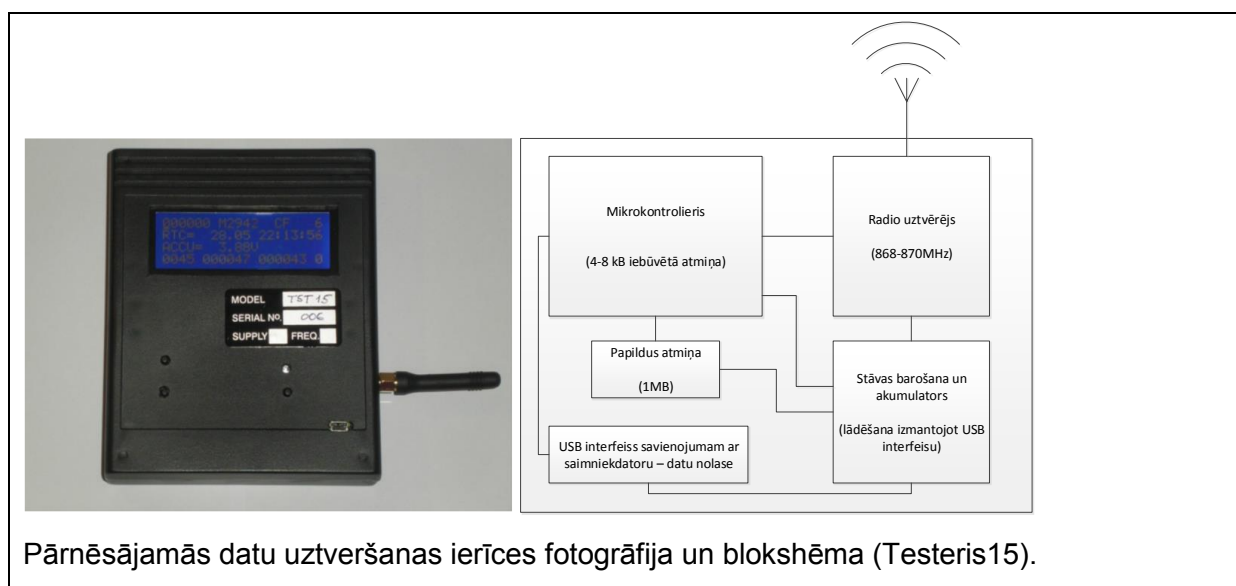 000000 M2942 CF 6
RTC= 28.05 22:13:56
ACCU= 3.88V
0045 000047 000043 0
MODEL TST 15
SERIAL No. 006
SUPPLY FREQ.
Mikrokontrolieris
(4-8 kB iebūvētā atmiņa)
Radio uztvērējs
(868-870MHz)
Papildus atmiņa
(1MB)
Stāvas barošana un
akumulators
(lādēšana izmantojot USB
interfeisu)
USB interfeiss savienojumam ar
saimniekdatoru – datu nolase
Pārnēsājamās datu uztveršanas ierīces fotogrāfija un blokshēma (Testeris15).